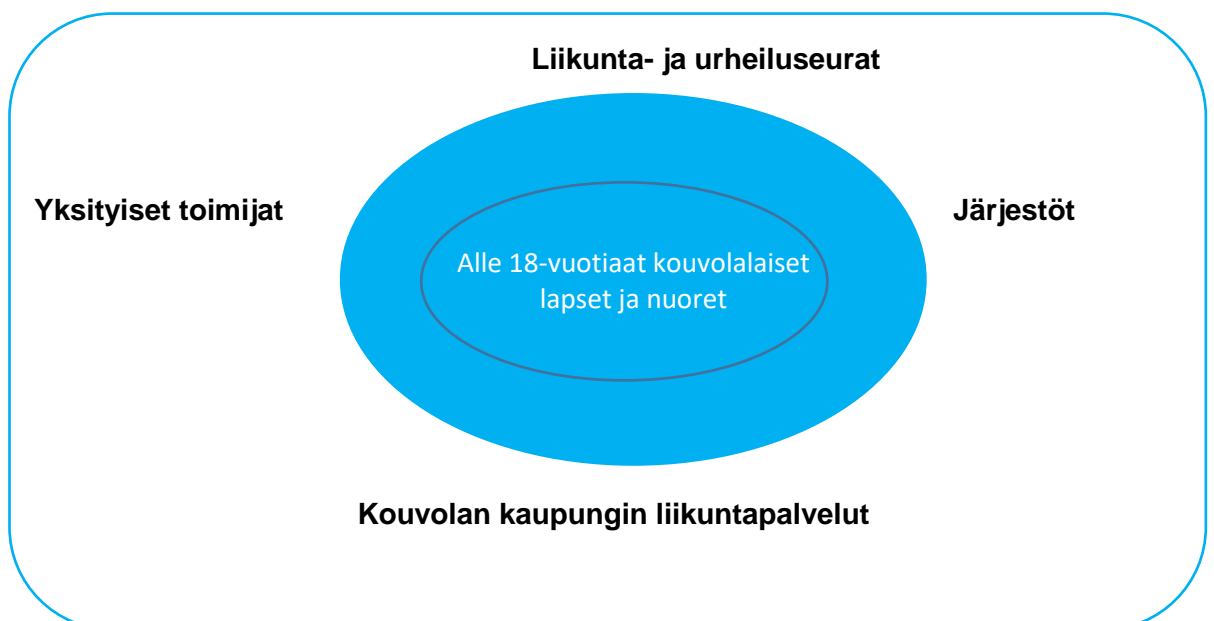 Liikunta- ja urheiluseurat
Yksityiset toimijat
Järjestöt
Alle 18-vuotiaat kouvolalaiset
lapset ja nuoret
Kouvolan kaupungin liikuntapalvelut